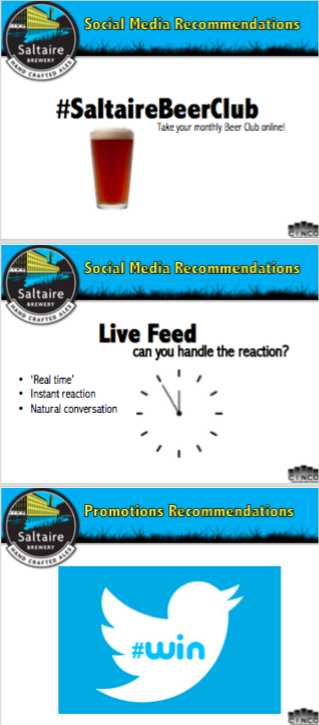 Saltaire
BREWERY
HAND CRAFTED ALES
Social Media Recommendations
#SaltaireBeerClub
Take your monthly Beer Club online!
CINCO
Saltaire
BREWERY
HAND CRAFTED ALES
Social Media Recommendations
Live Feed
can you handle the reaction?
• 'Real time'
• Instant reaction
• Natural conversation
CINCO
Saltaire
BREWERY
HAND CRAFTED ALES
Promotions Recommendations
#win
CINCO